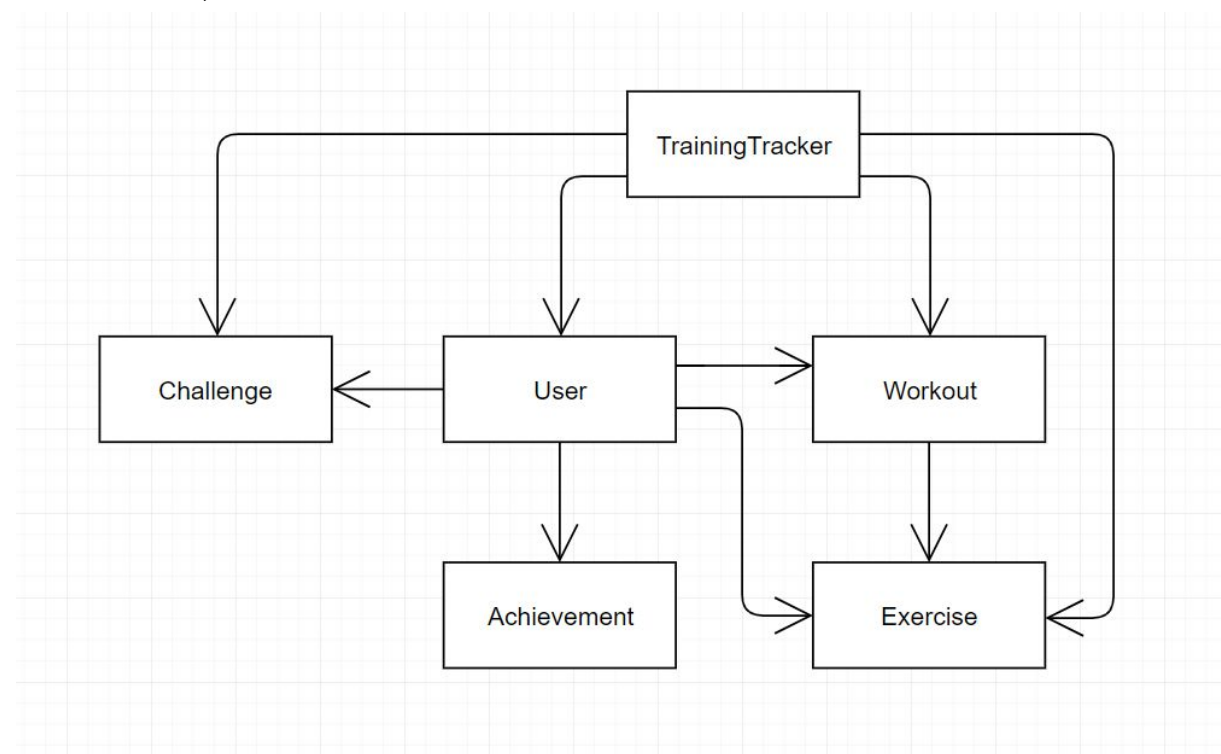 TrainingTracker
Challenge
User
Workout
Achievement
Exercise